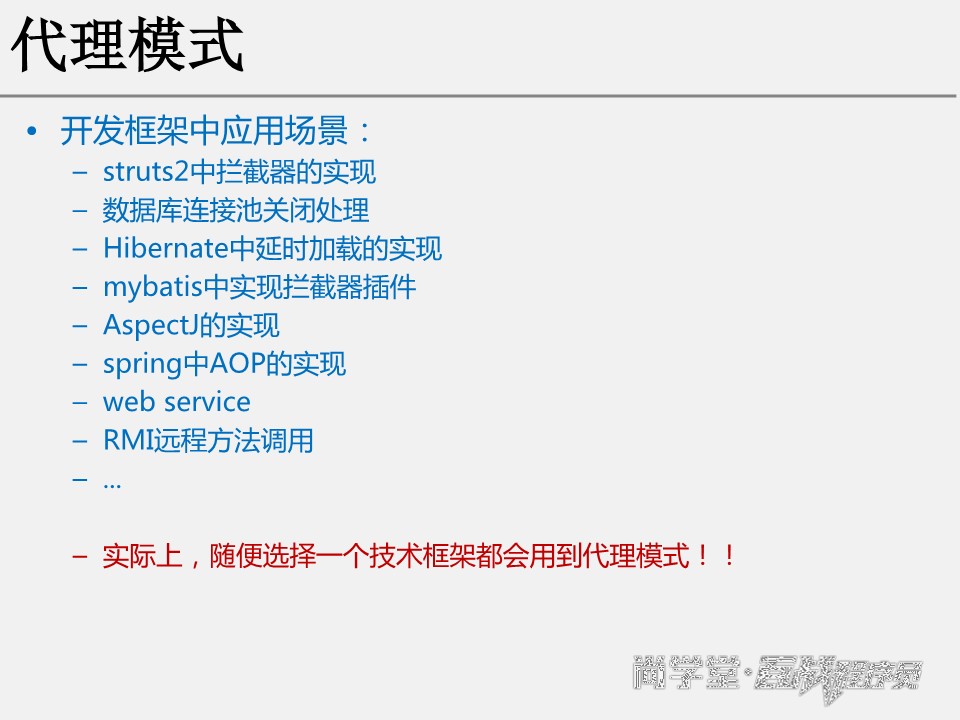 代理模式
• 开发框架中应用场景：
– struts2中拦截器的实现
– 数据库连接池关闭处理
– Hibernate中延时加载的实现
– mybatis中实现拦截器插件
– AspectJ的实现
– spring中AOP的实现
– web service
– RMI远程方法调用
– ...
– 实际上，随便选择一个技术框架都会用到代理模式！！
尚学堂·